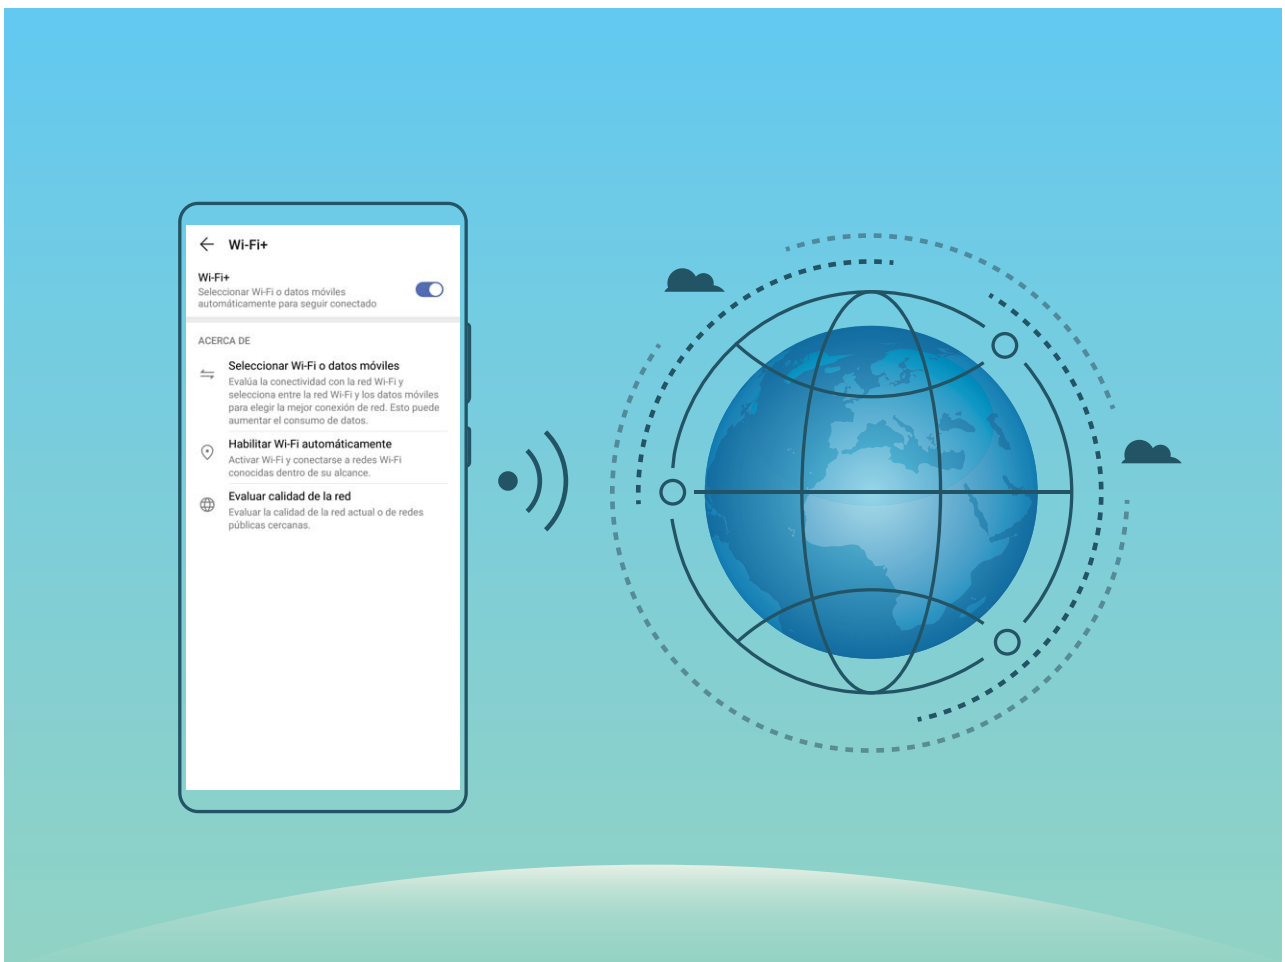 Wi-Fi+
Wi-Fi+
Seleccionar Wi-Fi o datos móviles
automáticamente para seguir conectado
ACERCA DE
Seleccionar Wi-Fi o datos móviles
Evalúa la conectividad con la red Wi-Fi y
selecciona entre la red Wi-Fi y los datos móviles
para elegir la mejor conexión de red. Esto puede
aumentar el consumo de datos.
Habilitar Wi-Fi automáticamente
Activar Wi-Fi y conectarse a redes Wi-Fi
conocidas dentro de su alcance.
Evaluar calidad de la red
Evaluar la calidad de la red actual o de redes
públicas cercanas.